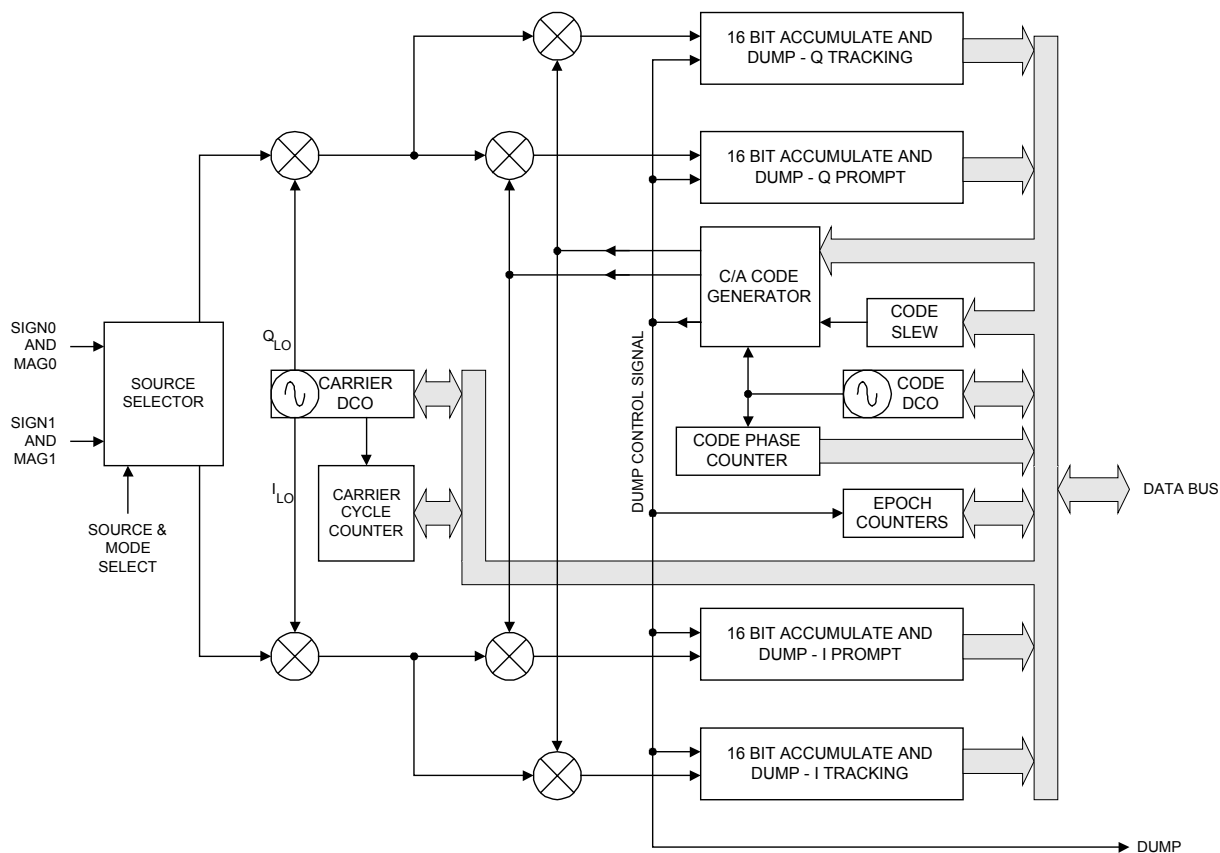 16 BIT ACCUMULATE AND
DUMP - Q TRACKING
16 BIT ACCUMULATE AND
DUMP - Q PROMPT
C/A CODE
GENERATOR
CODE
SLEW
SIGN0
AND
MAG0
SIGN1
AND
MAG1
SOURCE
SELECTOR
SOURCE &
MODE
SELECT
QLO
CARRIER
DCO
ILO
CARRIER
CYCLE
COUNTER
DUMP CONTROL SIGNAL
CODE
DCO
CODE PHASE
COUNTER
EPOCH
COUNTERS
DATA BUS
16 BIT ACCUMULATE AND
DUMP - I PROMPT
16 BIT ACCUMULATE AND
DUMP - I TRACKING
DUMP